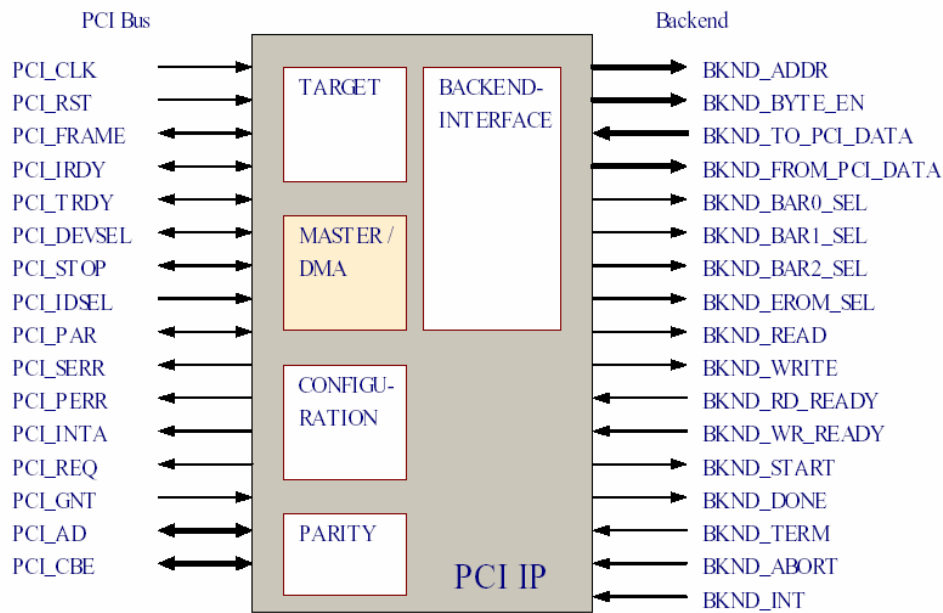 PCI Bus
Backend
PCI_CLK
PCI_RST
PCI_FRAME
PCI_IRDY
PCI_TRDY
PCI_DEVSEL
PCI_STOP
PCI_IDSEL
PCI_PAR
PCI_SERR
PCI_PERR
PCI_INTA
PCI_REQ
PCI_GNT
PCI_AD
PCI_CBE
TARGET
MASTER /
DMA
CONFIGU-
RATION
PARITY
BACKEND-
INTERFACE
PCI IP
BKND_ADDR
BKND_BYTE_EN
BKND_TO_PCI_DATA
BKND_FROM_PCI_DATA
BKND_BAR0_SEL
BKND_BAR1_SEL
BKND_BAR2_SEL
BKND_EROM_SEL
BKND_READ
BKND_WRITE
BKND_RD_READY
BKND_WR_READY
BKND_START
BKND_DONE
BKND_TERM
BKND_ABORT
BKND_INT